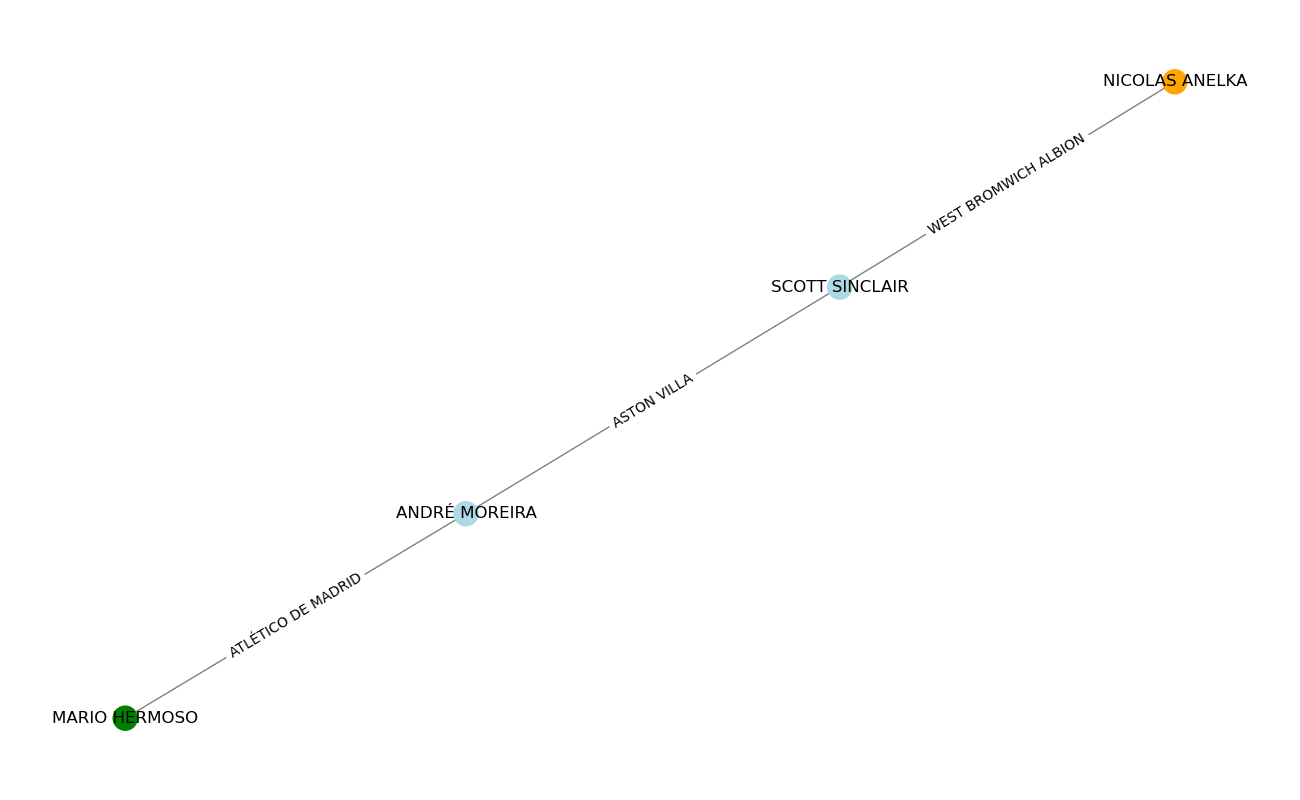 NICOLAS ANELKA
WEST BROMWICH ALBION
SCOTT SINCLAIR
ASTON VILLA
ANDRÉ MOREIRA
ATLÉTICO DE MADRID
MARIO HERMOSO